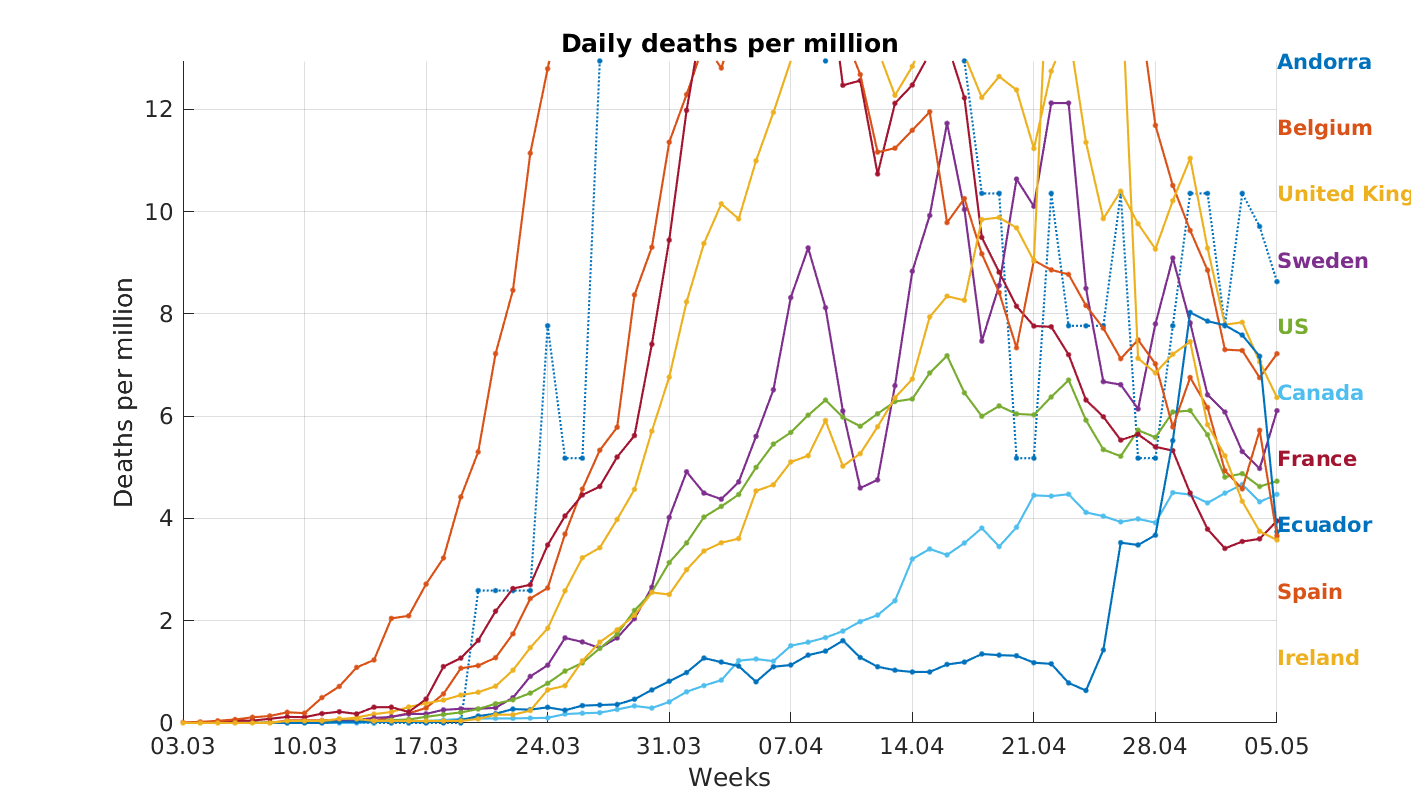 Daily deaths per million
Deaths per million
12
10
8
6
4
2
0
03.03 10.03 17.03 24.03 31.03 07.04 14.04 21.04 28.04 05.05
Weeks
Andorra
Belgium
United King
Sweden
US
Canada
France
Ecuador
Spain
Ireland